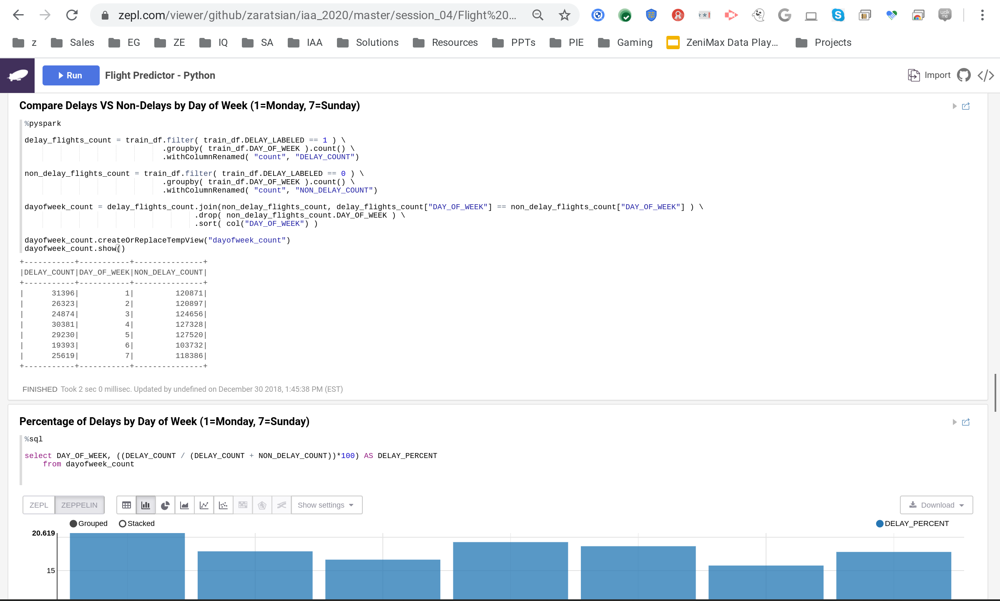 zepl.com/viewer/github/zaratsian/iaa_2020/master/session_04/Flight%20...
z Sales EG ZE IQ SA IAA Solutions Resources PPTs PIE Gaming ZeniMax Data Play... Projects
Run Flight Predictor - Python Import
Compare Delays VS Non-Delays by Day of Week (1=Monday, 7=Sunday)
%pyspark
delay_flights_count = train_df.filter( train_df.DELAY_LABELED == 1 ) \
.groupby( train_df.DAY_OF_WEEK ).count() \
.withColumnRenamed( "count", "DELAY_COUNT")
non_delay_flights_count = train_df.filter( train_df.DELAY_LABELED == 0 ) \
.groupby( train_df.DAY_OF_WEEK ).count() \
.withColumnRenamed( "count", "NON_DELAY_COUNT")
dayofweek_count = delay_flights_count.join(non_delay_flights_count, delay_flights_count["DAY_OF_WEEK"] == non_delay_flights_count["DAY_OF_WEEK"] ) \
.drop( non_delay_flights_count.DAY_OF_WEEK ) \
.sort( col("DAY_OF_WEEK") )
dayofweek_count.createOrReplaceTempView("dayofweek_count")
dayofweek_count.show()
+-----------+-----------+---------------+
|DELAY_COUNT|DAY_OF_WEEK|NON_DELAY_COUNT|
+-----------+-----------+---------------+
|      31396|          1|         120871|
|      26323|          2|         120897|
|      24874|          3|         124656|
|      30381|          4|         127328|
|      29230|          5|         127520|
|      19393|          6|         103732|
|      25619|          7|         118386|
+-----------+-----------+---------------+
FINISHED Took 2 sec 0 millisec. Updated by undefined on December 30 2018, 1:45:38 PM (EST)
Percentage of Delays by Day of Week (1=Monday, 7=Sunday)
%sql
select DAY_OF_WEEK, ((DELAY_COUNT / (DELAY_COUNT + NON_DELAY_COUNT))*100) AS DELAY_PERCENT
from dayofweek_count
ZEPL ZEPPELIN Show settings Download
Grouped Stacked DELAY_PERCENT
20.619
15